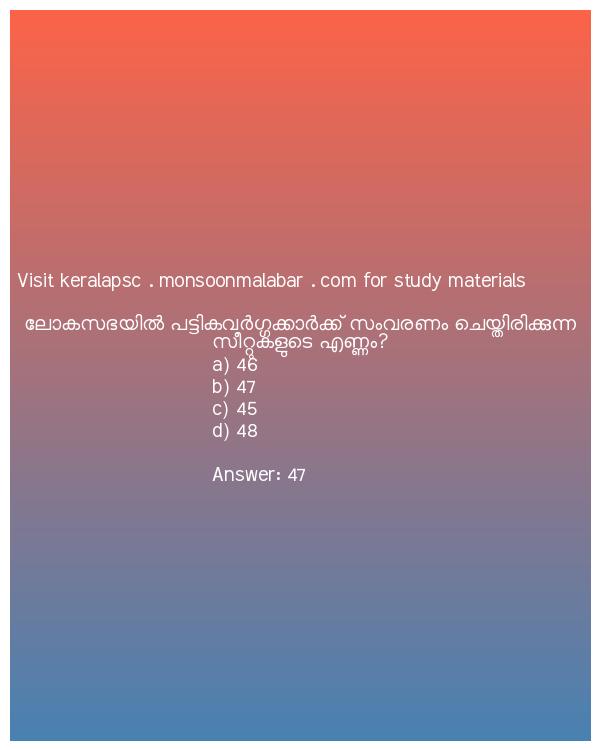 Visit keralapsc . monsoonmalabar . com for study materials
ലോകസഭയിൽ പട്ടികവർഗ്ഗക്കാർക്ക് സംവരണം ചെയ്തിരിക്കുന്ന
സീറ്റുകളുടെ എണ്ണം?
a) 46
b) 47
c) 45
d) 48
Answer: 47